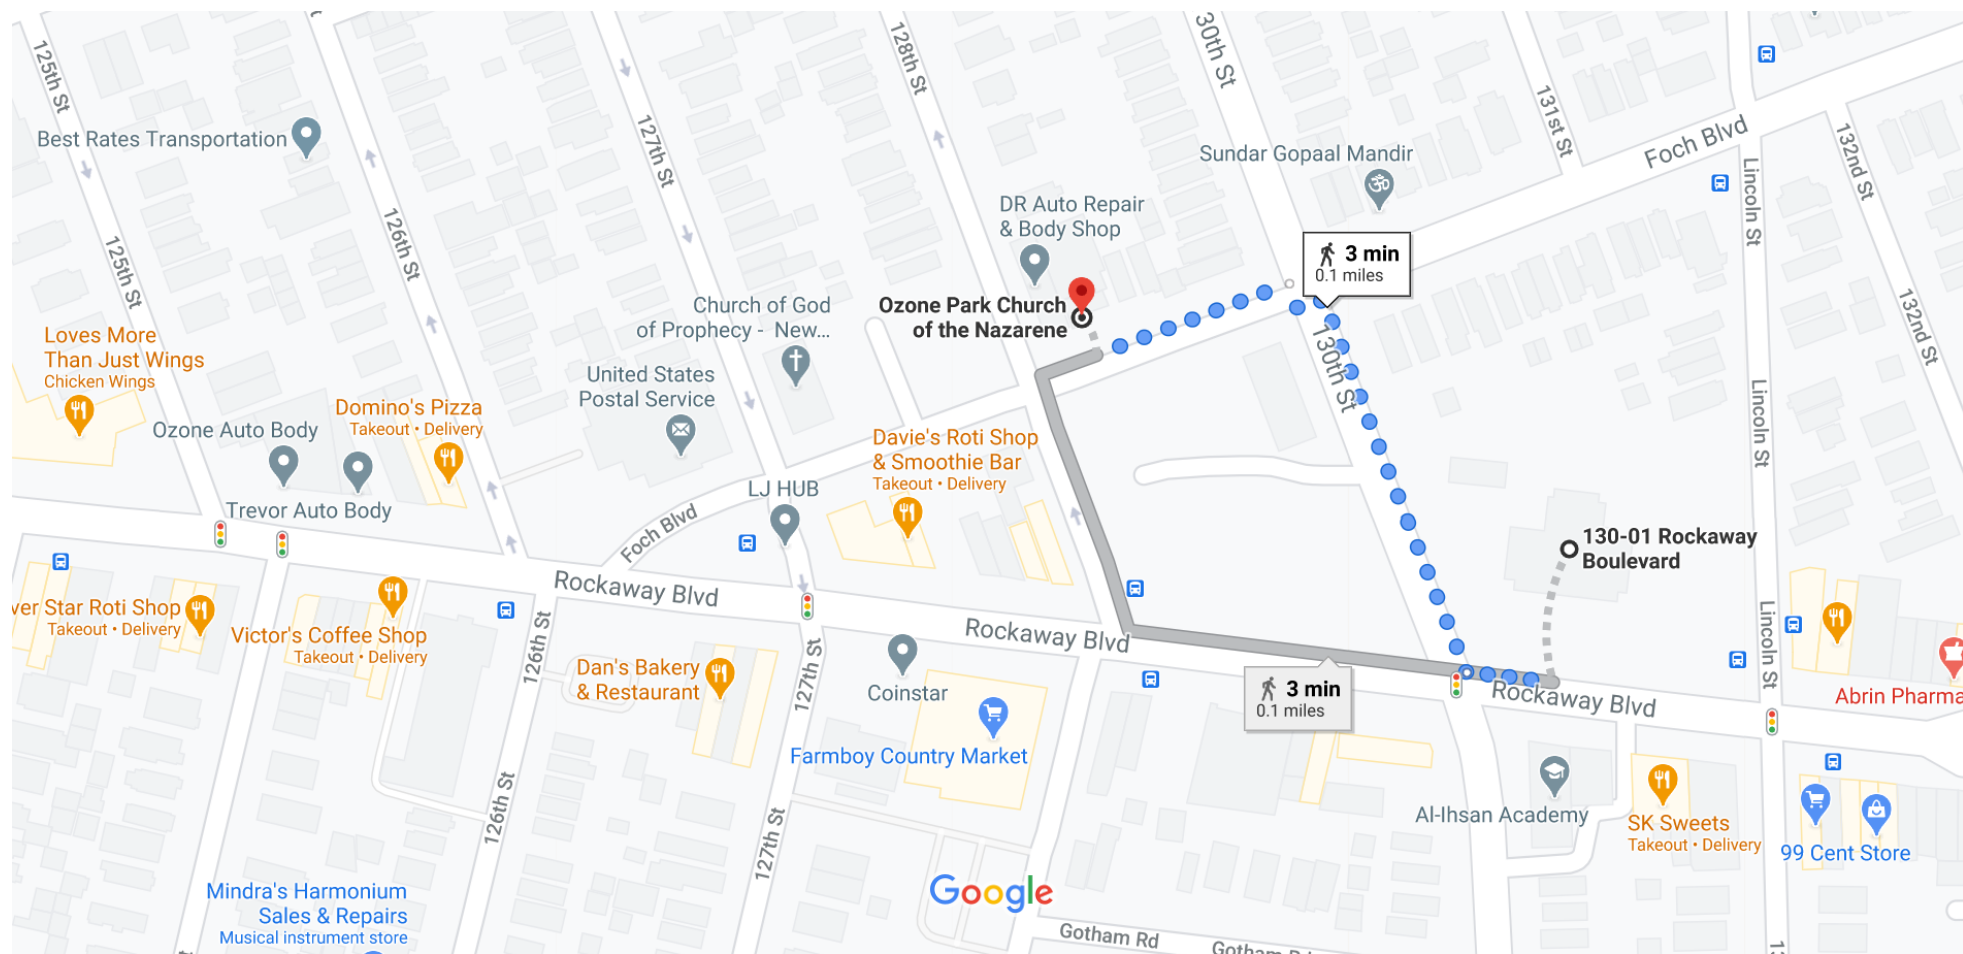 125th St
30th St
128th St
131st St
Foch Blvd
132nd St
Best Rates Transportation
127th St
Sundar Gopaal Mandir
Lincoln St
126th St
125th St
DR Auto Repair
& Body Shop
3 min
0.1 miles
Ozone Park Church
of the Nazarene
Church of God
of Prophecy - New...
132nd St
Loves More
Than Just Wings
Chicken Wings
United States
Postal Service
130th St
Lincoln St
Domino's Pizza
Takeout • Delivery
Ozone Auto Body
Davie's Roti Shop
& Smoothie Bar
Takeout • Delivery
LJ HUB
Trevor Auto Body
Foch Blvd
130-01 Rockaway
Boulevard
Rockaway Blvd
ver Star Roti Shop
Takeout • Delivery
Victor's Coffee Shop
Takeout • Delivery
126th St
Rockaway Blvd
Lincoln St
Dan's Bakery
& Restaurant
127th St
Coinstar
3 min
0.1 miles
Rockaway Blvd
Abrin Pharma
Farmboy Country Market
126th St
127th St
Al-Ihsan Academy
SK Sweets
Takeout • Delivery
99 Cent Store
Mindra's Harmonium
Sales & Repairs
Musical instrument store
Google
Gotham Rd
Gotham Rd